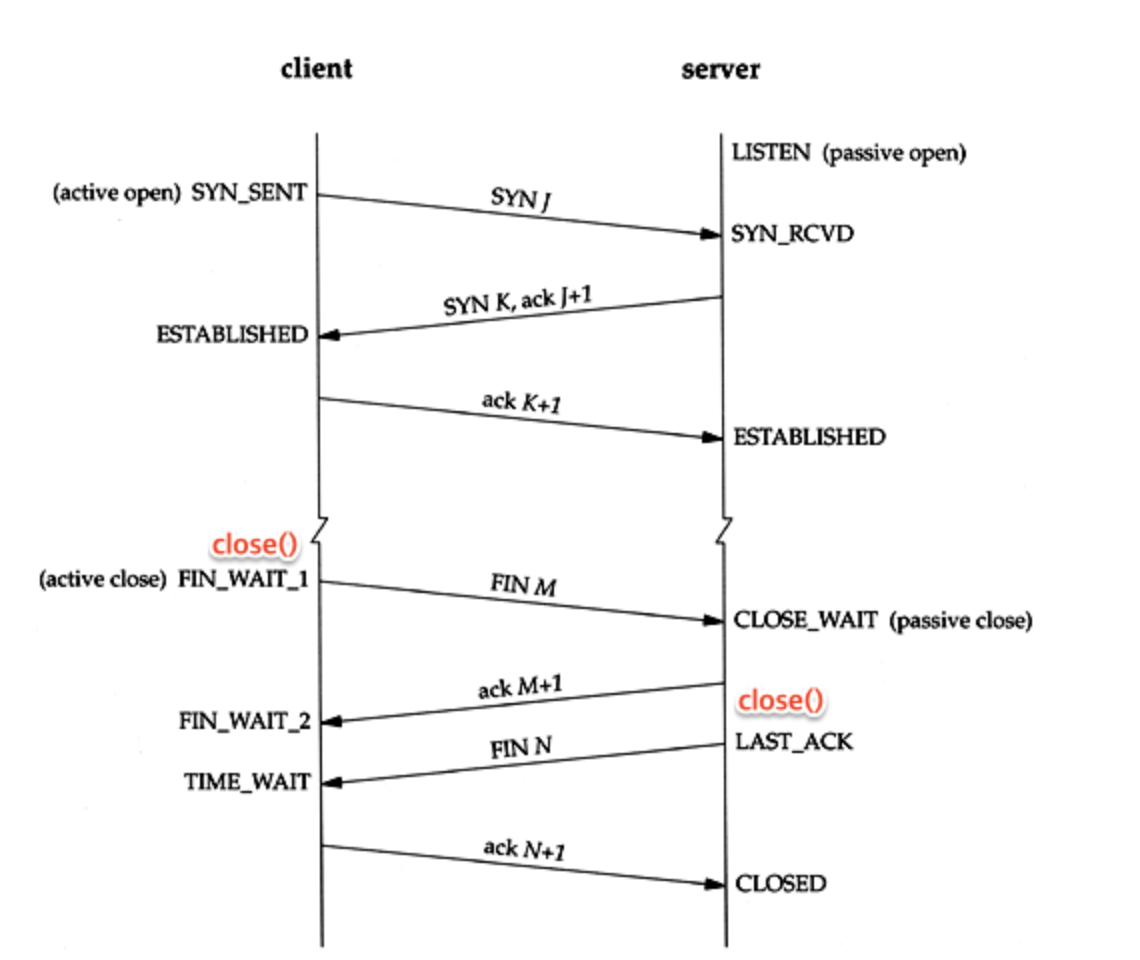 client server
LISTEN (passive open)
(active open) SYN_SENT
SYN J
SYN_RCVD
SYN K, ack J+1
ESTABLISHED
ack K+1
ESTABLISHED
close()
(active close) FIN_WAIT_1
FIN M
CLOSE_WAIT (passive close)
ack M+1
close()
FIN_WAIT_2
FIN N
LAST_ACK
TIME_WAIT
ack N+1
CLOSED